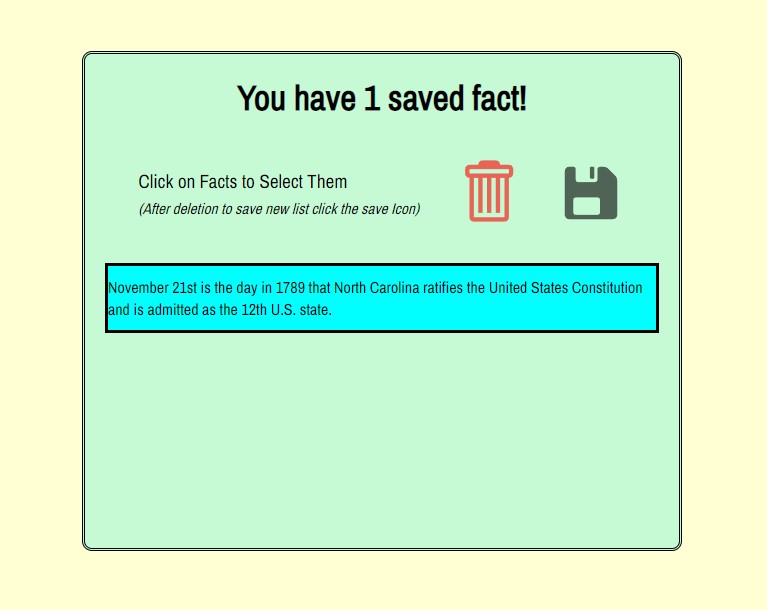 You have 1 saved fact!
Click on Facts to Select Them
(After deletion to save new list click the save Icon)
November 21st is the day in 1789 that North Carolina ratifies the United States Constitution
and is admitted as the 12th U.S. state.